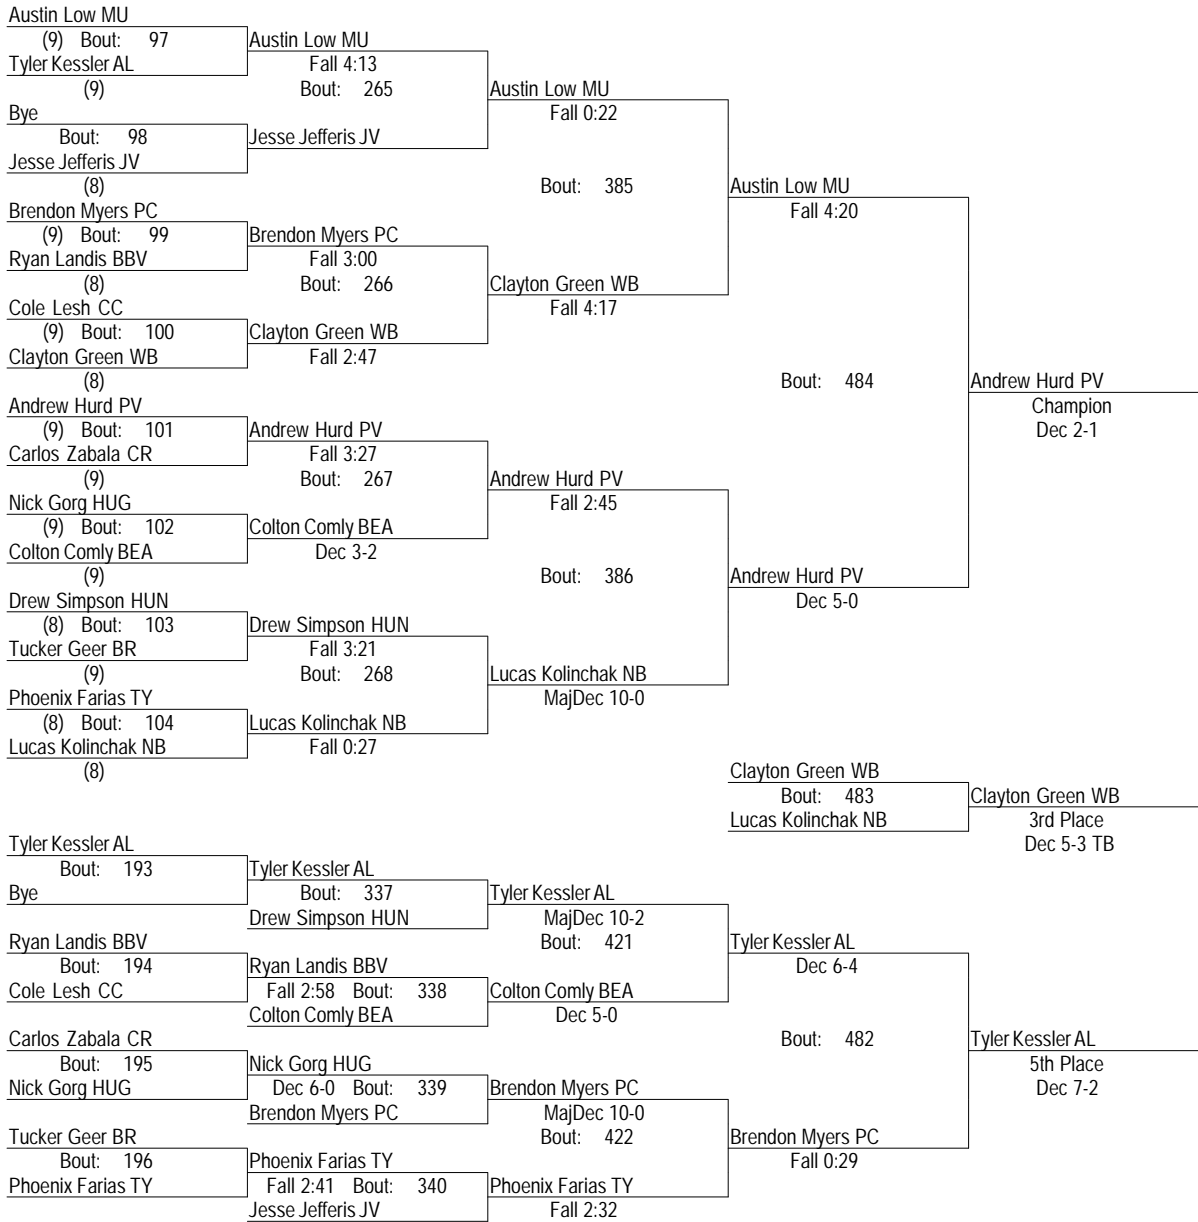 Austin Low MU
(9) Bout: 97
Austin Low MU
Tyler Kessler AL
Fall 4:13
(9)
Bout: 265
Austin Low MU
Bye
Fall 0:22
Bout: 98
Jesse Jefferis JV
Jesse Jefferis JV
(8)
Bout: 385
Austin Low MU
Brendon Myers PC
Fall 4:20
(9) Bout: 99
Brendon Myers PC
Ryan Landis BBV
Fall 3:00
(8)
Bout: 266
Clayton Green WB
Cole Lesh CC
Fall 4:17
(9) Bout: 100
Clayton Green WB
Clayton Green WB
Fall 2:47
(8)
Bout: 484
Andrew Hurd PV
Andrew Hurd PV
Champion
(9) Bout: 101
Andrew Hurd PV
Dec 2-1
Carlos Zabala CR
Fall 3:27
(9)
Bout: 267
Andrew Hurd PV
Nick Gorg HUG
Fall 2:45
(9) Bout: 102
Colton Comly BEA
Colton Comly BEA
Dec 3-2
(9)
Bout: 386
Andrew Hurd PV
Drew Simpson HUN
Dec 5-0
(8) Bout: 103
Drew Simpson HUN
Tucker Geer BR
Fall 3:21
(9)
Bout: 268
Lucas Kolinchak NB
Phoenix Farias TY
MajDec 10-0
(8) Bout: 104
Lucas Kolinchak NB
Lucas Kolinchak NB
Fall 0:27
(8)
Clayton Green WB
Bout: 483
Clayton Green WB
Lucas Kolinchak NB
3rd Place
Dec 5-3 TB
Tyler Kessler AL
Bout: 193
Tyler Kessler AL
Bye
Bout: 337
Tyler Kessler AL
Drew Simpson HUN
MajDec 10-2
Ryan Landis BBV
Bout: 421
Tyler Kessler AL
Bout: 194
Ryan Landis BBV
Dec 6-4
Cole Lesh CC
Fall 2:58 Bout: 338
Colton Comly BEA
Colton Comly BEA
Dec 5-0
Carlos Zabala CR
Bout: 482
Tyler Kessler AL
Bout: 195
Nick Gorg HUG
5th Place
Nick Gorg HUG
Dec 6-0 Bout: 339
Brendon Myers PC
Dec 7-2
Brendon Myers PC
MajDec 10-0
Tucker Geer BR
Bout: 422
Brendon Myers PC
Bout: 196
Phoenix Farias TY
Fall 0:29
Phoenix Farias TY
Fall 2:41 Bout: 340
Phoenix Farias TY
Jesse Jefferis JV
Fall 2:32